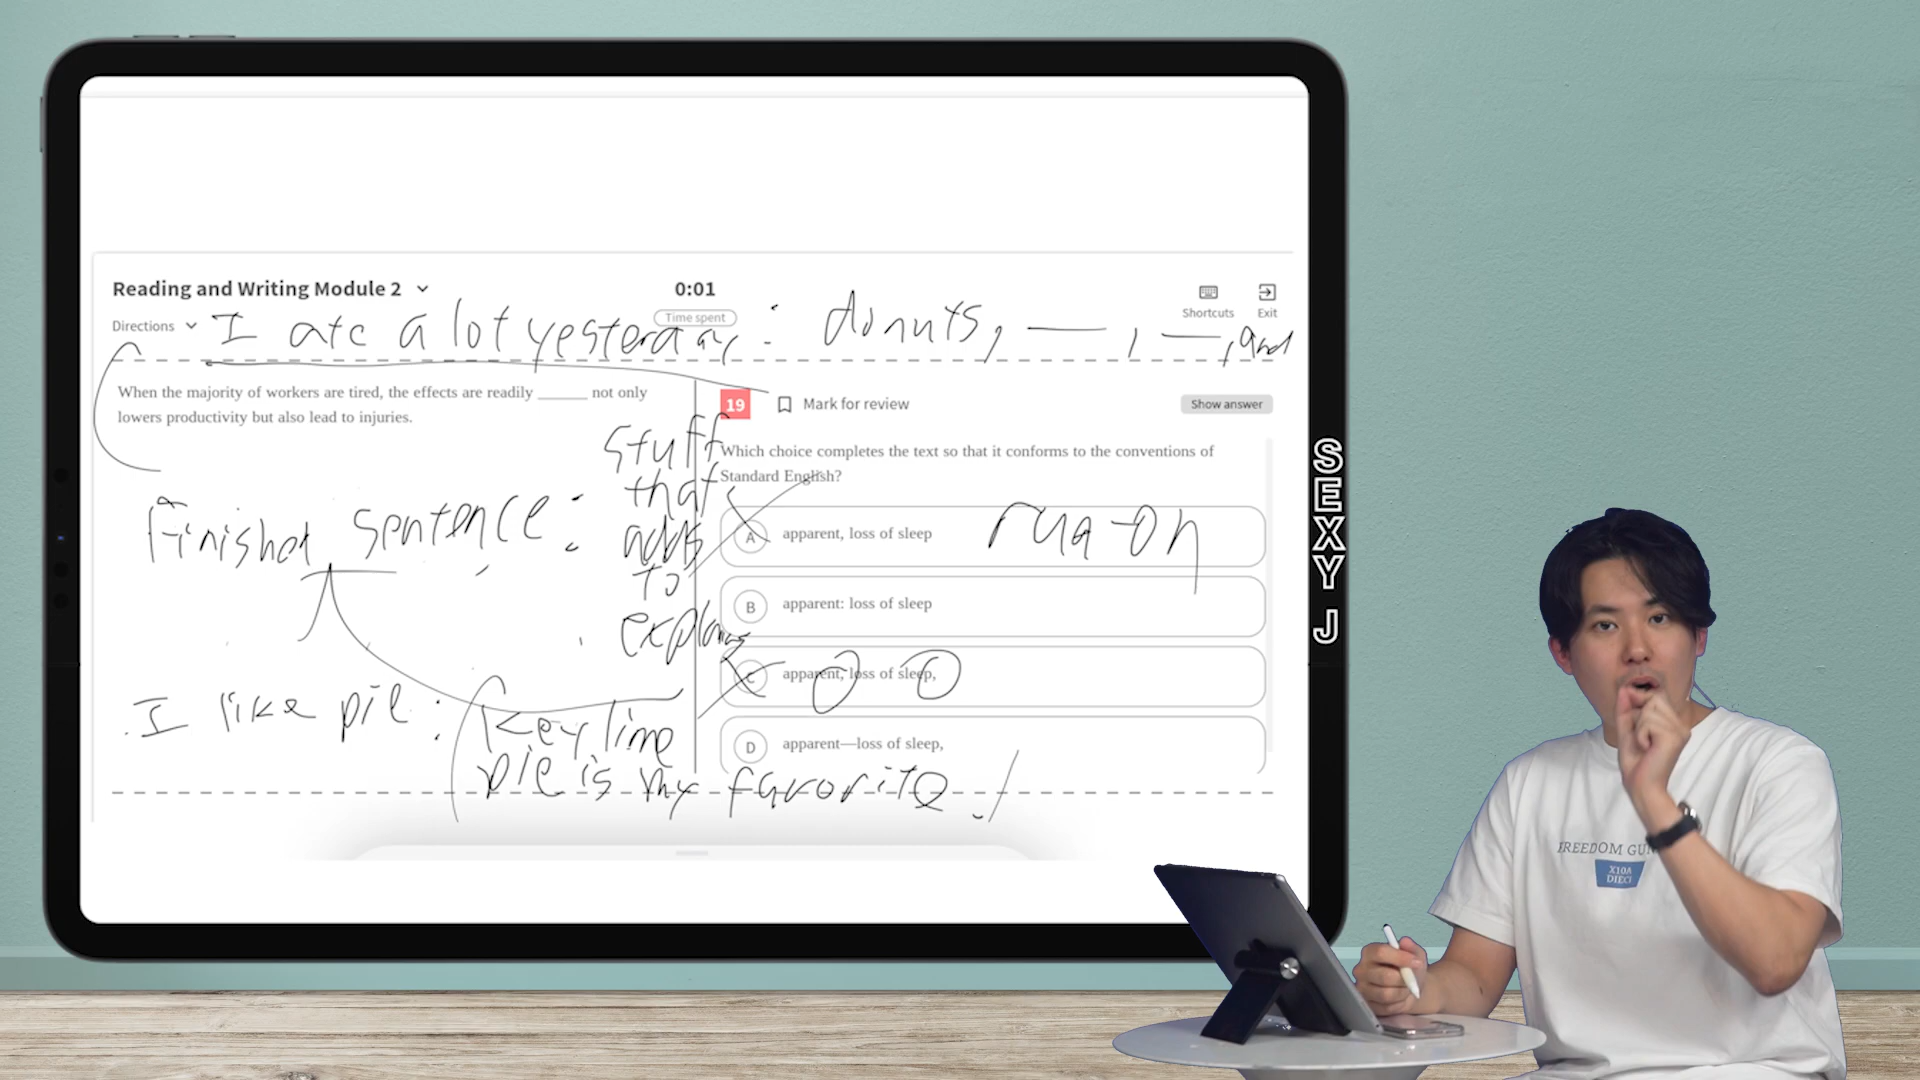 Reading and Writing Module 2
0:01
Time spent
Directions
Shortcuts
Exit
I ate a lot yesterday : donuts, — , — , and
When the majority of workers are tired, the effects are readily ______ not only
lowers productivity but also lead to injuries.
19
Mark for review
Show answer
Which choice completes the text so that it conforms to the conventions of
Standard English?
A apparent, loss of sleep
run-on
B apparent: loss of sleep
C apparent, loss of sleep,
D apparent—loss of sleep,
Finished sentence :
stuff
that
adds
to
I like pie :
key lime
pie is my favorite.
SEXY J
FREEDOM
X10A
DIECI